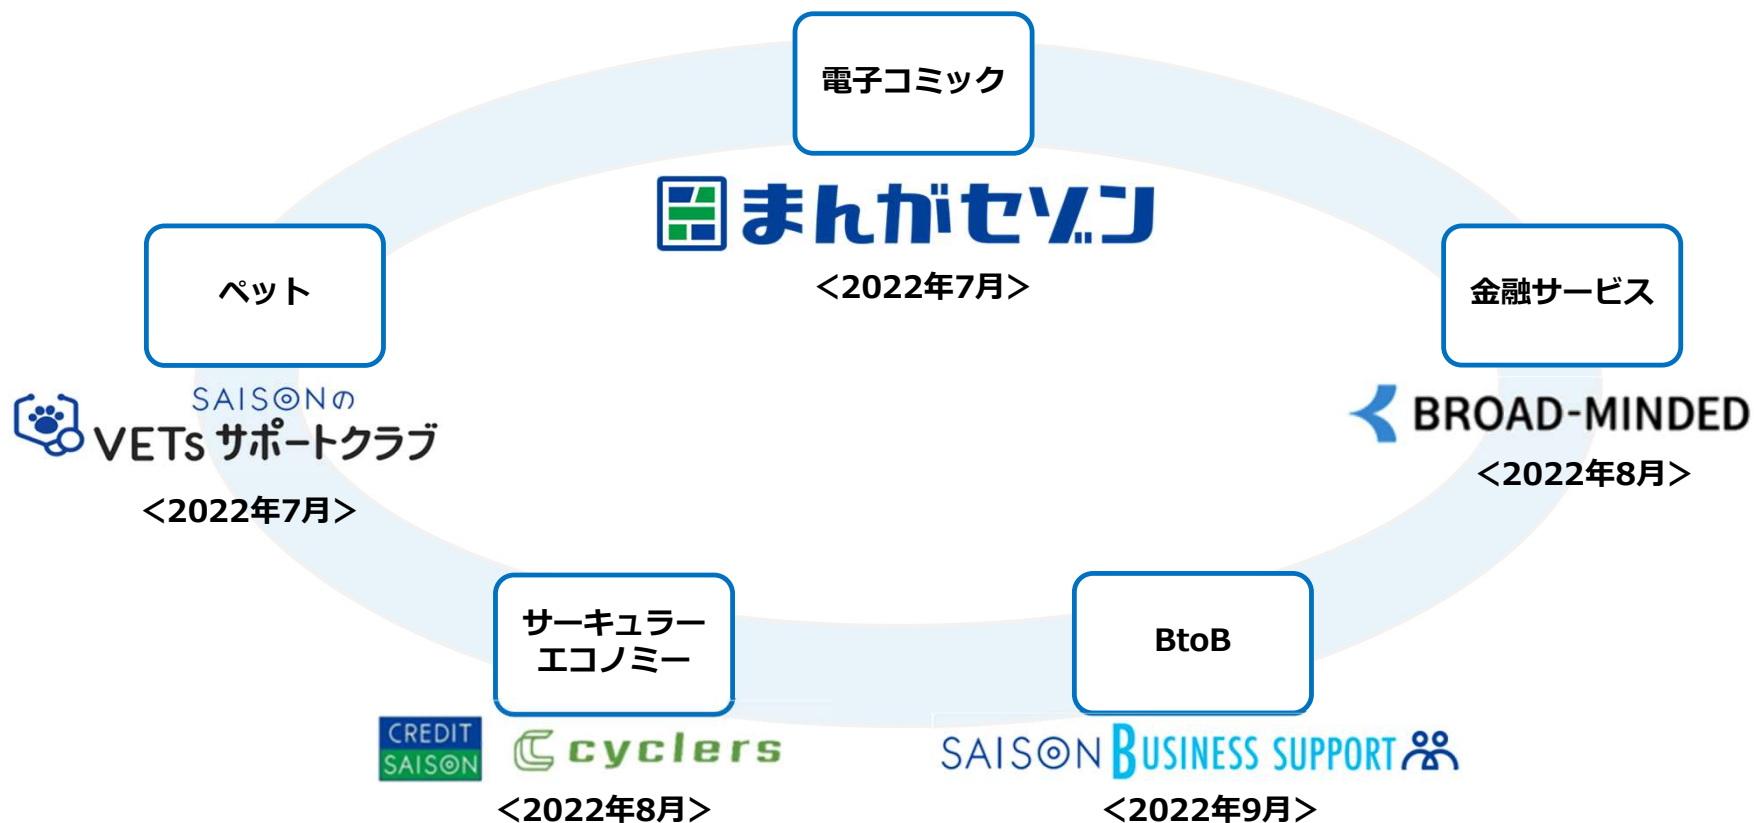 電子コミック
まんがセゾン
<2022年7月>
ペット
SAISONの
VETs サポートクラブ
<2022年7月>
金融サービス
BROAD-MINDED
<2022年8月>
サーキュラー
エコノミー
CREDIT
SAISON
cyclers
<2022年8月>
BtoB
SAISON BUSINESS SUPPORT
<2022年9月>